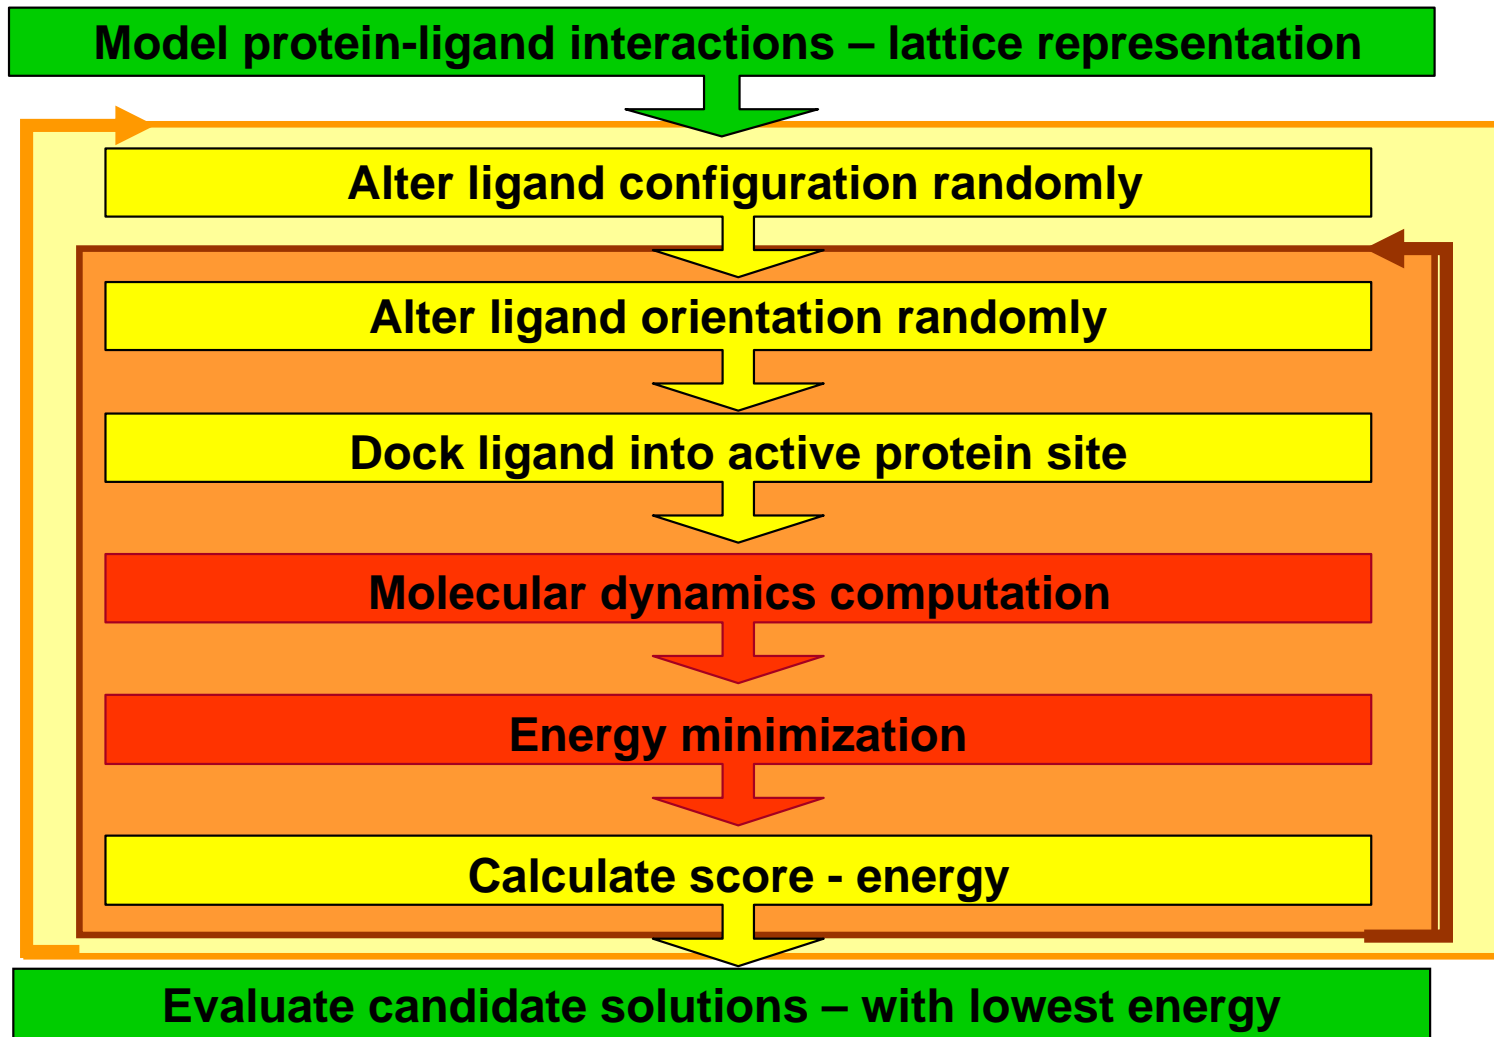 Model protein-ligand interactions – lattice representation
Alter ligand configuration randomly
Alter ligand orientation randomly
Dock ligand into active protein site
Molecular dynamics computation
Energy minimization
Calculate score - energy
Evaluate candidate solutions – with lowest energy